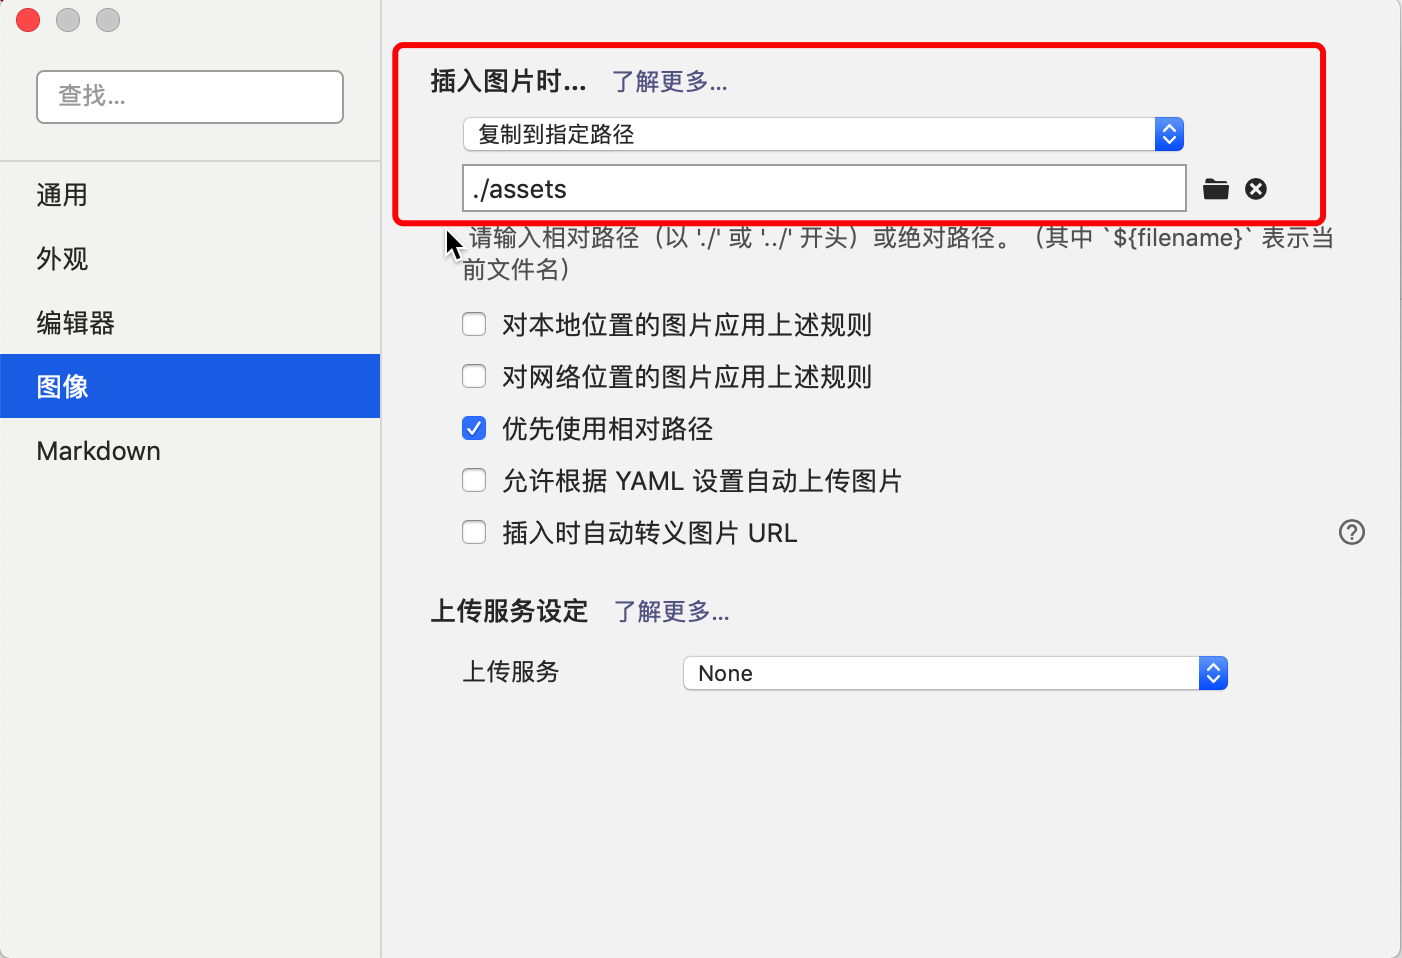 查找...
通用
外观
编辑器
图像
Markdown
插入图片时... 了解更多...
复制到指定路径
./assets
请输入相对路径（以 './' 或 '../' 开头）或绝对路径。（其中 `${filename}` 表示当
前文件名）
对本地位置的图片应用上述规则
对网络位置的图片应用上述规则
优先使用相对路径
允许根据 YAML 设置自动上传图片
插入时自动转义图片 URL
上传服务设定 了解更多...
上传服务 None